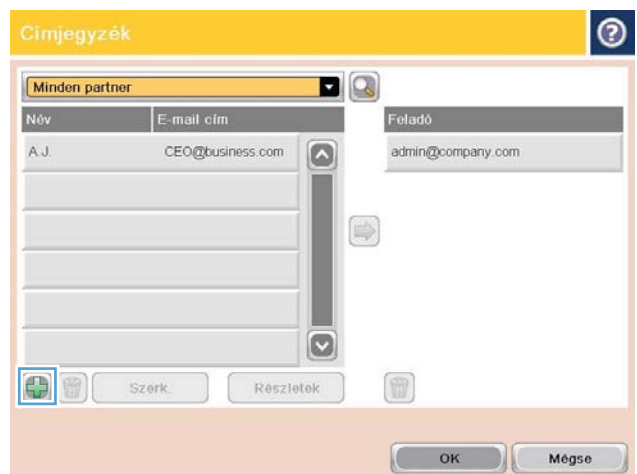 Címjegyzék
Minden partner
Név E-mail cím Feladó
A.J. CEO@business.com admin@company.com
Szerk. Részletek
OK Mégse